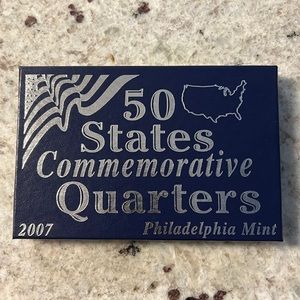 50
States
Commemorative
Quarters
2007 Philadelphia Mint